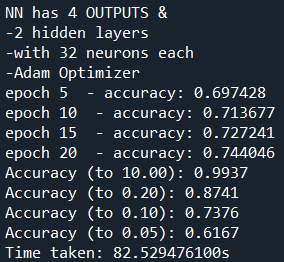 NN has 4 OUTPUTS &
-2 hidden layers
-with 32 neurons each
-Adam Optimizer
epoch 5  - accuracy: 0.697428
epoch 10  - accuracy: 0.713677
epoch 15  - accuracy: 0.727241
epoch 20  - accuracy: 0.744046
Accuracy (to 10.00): 0.9937
Accuracy (to 0.20): 0.8741
Accuracy (to 0.10): 0.7376
Accuracy (to 0.05): 0.6167
Time taken: 82.529476100s